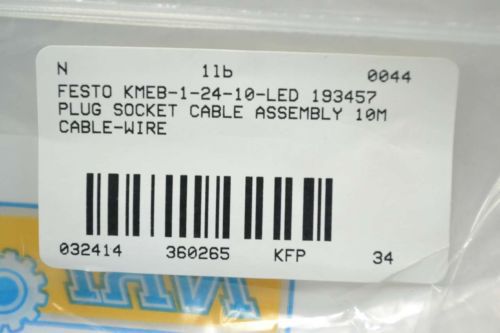 N 1lb 0044
FESTO KMEB-1-24-10-LED 193457
PLUG SOCKET CABLE ASSEMBLY 10M
CABLE-WIRE
032414 360265 KFP 34